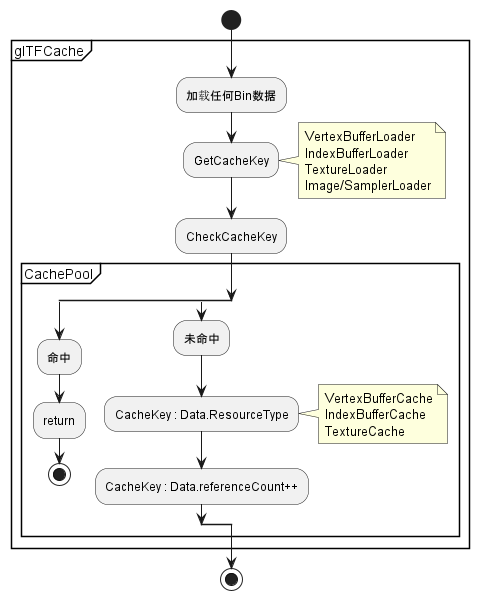 glTFCache
加载任何Bin数据
GetCacheKey
VertexBufferLoader
IndexBufferLoader
TextureLoader
Image/SamplerLoader
CheckCacheKey
CachePool
命中
return
未命中
CacheKey : Data.ResourceType
VertexBufferCache
IndexBufferCache
TextureCache
CacheKey : Data.referenceCount++